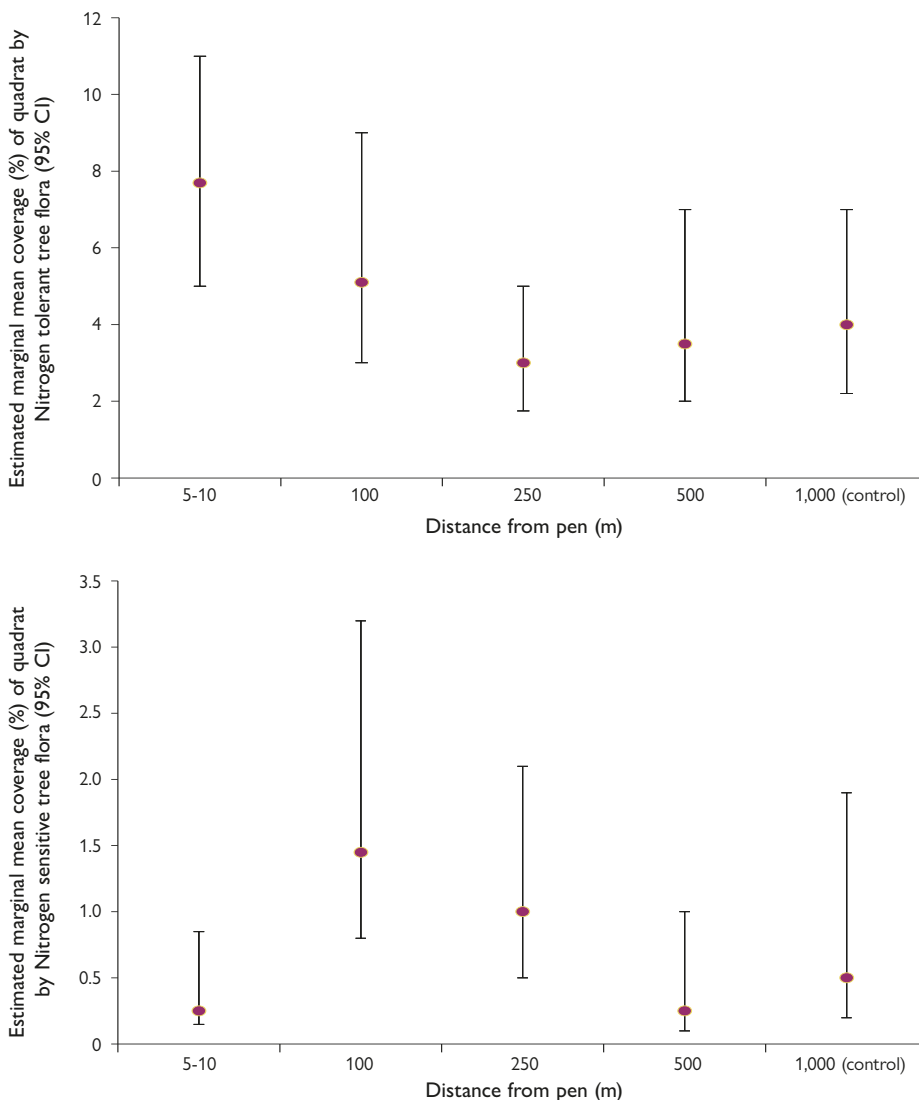 Estimated marginal mean coverage (%) of quadrat by
Nitrogen tolerant tree flora (95% CI)
12
10
8
6
4
2
0
5-10
100
250
500
1,000 (control)
Distance from pen (m)
Estimated marginal mean coverage (%) of quadrat
by Nitrogen sensitive tree flora (95% CI)
3.5
3.0
2.5
2.0
1.5
1.0
0.5
0
5-10
100
250
500
1,000 (control)
Distance from pen (m)